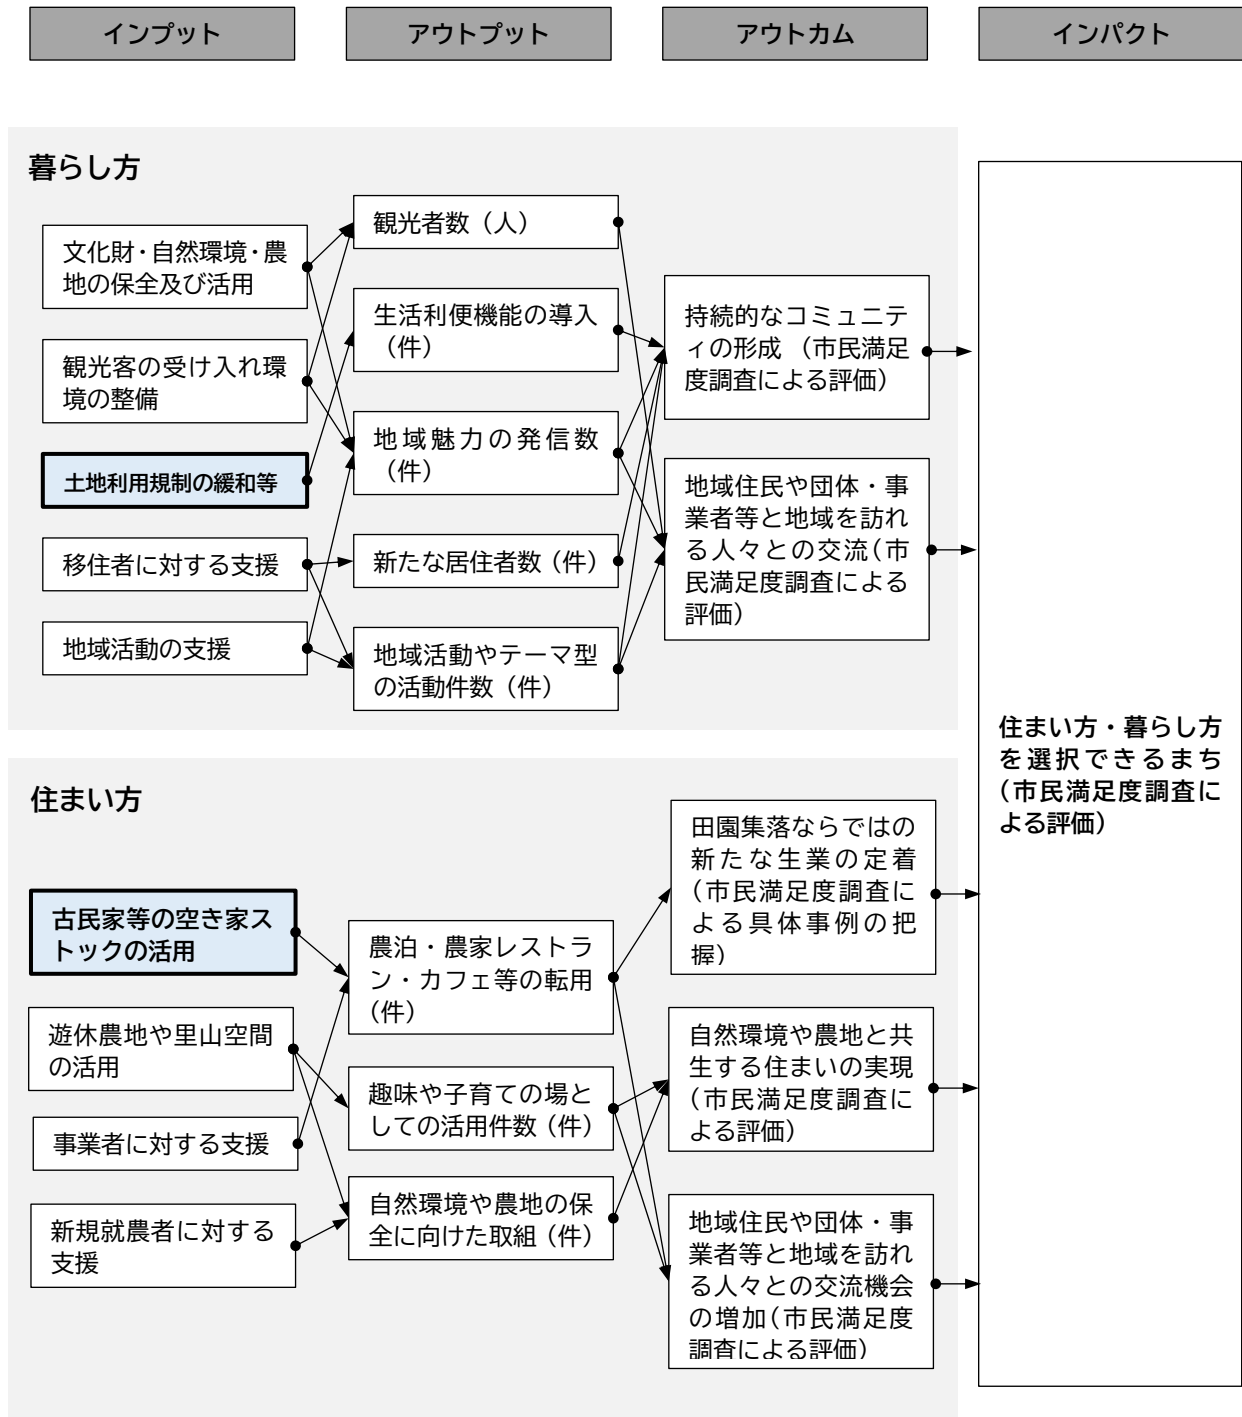 インプット
アウトプット
アウトカム
インパクト
暮らし方
文化財・自然環境・農
地の保全及び活用
観光客の受け入れ環
境の整備
土地利用規制の緩和等
移住者に対する支援
地域活動の支援
観光者数（人）
生活利便機能の導入
（件）
地域魅力の発信数
（件）
新たな居住者数（件）
地域活動やテーマ型
の活動件数（件）
持続的なコミュニテ
ィの形成（市民満足
度調査による評価）
地域住民や団体・事
業者等と地域を訪れ
る人々との交流（市
民満足度調査による
評価）
住まい方
古民家等の空き家ス
トックの活用
遊休農地や里山空間
の活用
事業者に対する支援
新規就農者に対する
支援
農泊・農家レストラ
ン・カフェ等の転用
（件）
趣味や子育ての場と
しての活用件数（件）
自然環境や農地の保
全に向けた取組（件）
田園集落ならではの
新たな生業の定着
（市民満足度調査に
よる具体事例の把
握）
自然環境や農地と共
生する住まいの実現
（市民満足度調査に
よる評価）
地域住民や団体・事
業者等と地域を訪れ
る人々との交流機会
の増加（市民満足度
調査による評価）
住まい方・暮らし方
を選択できるまち
（市民満足度調査に
よる評価）